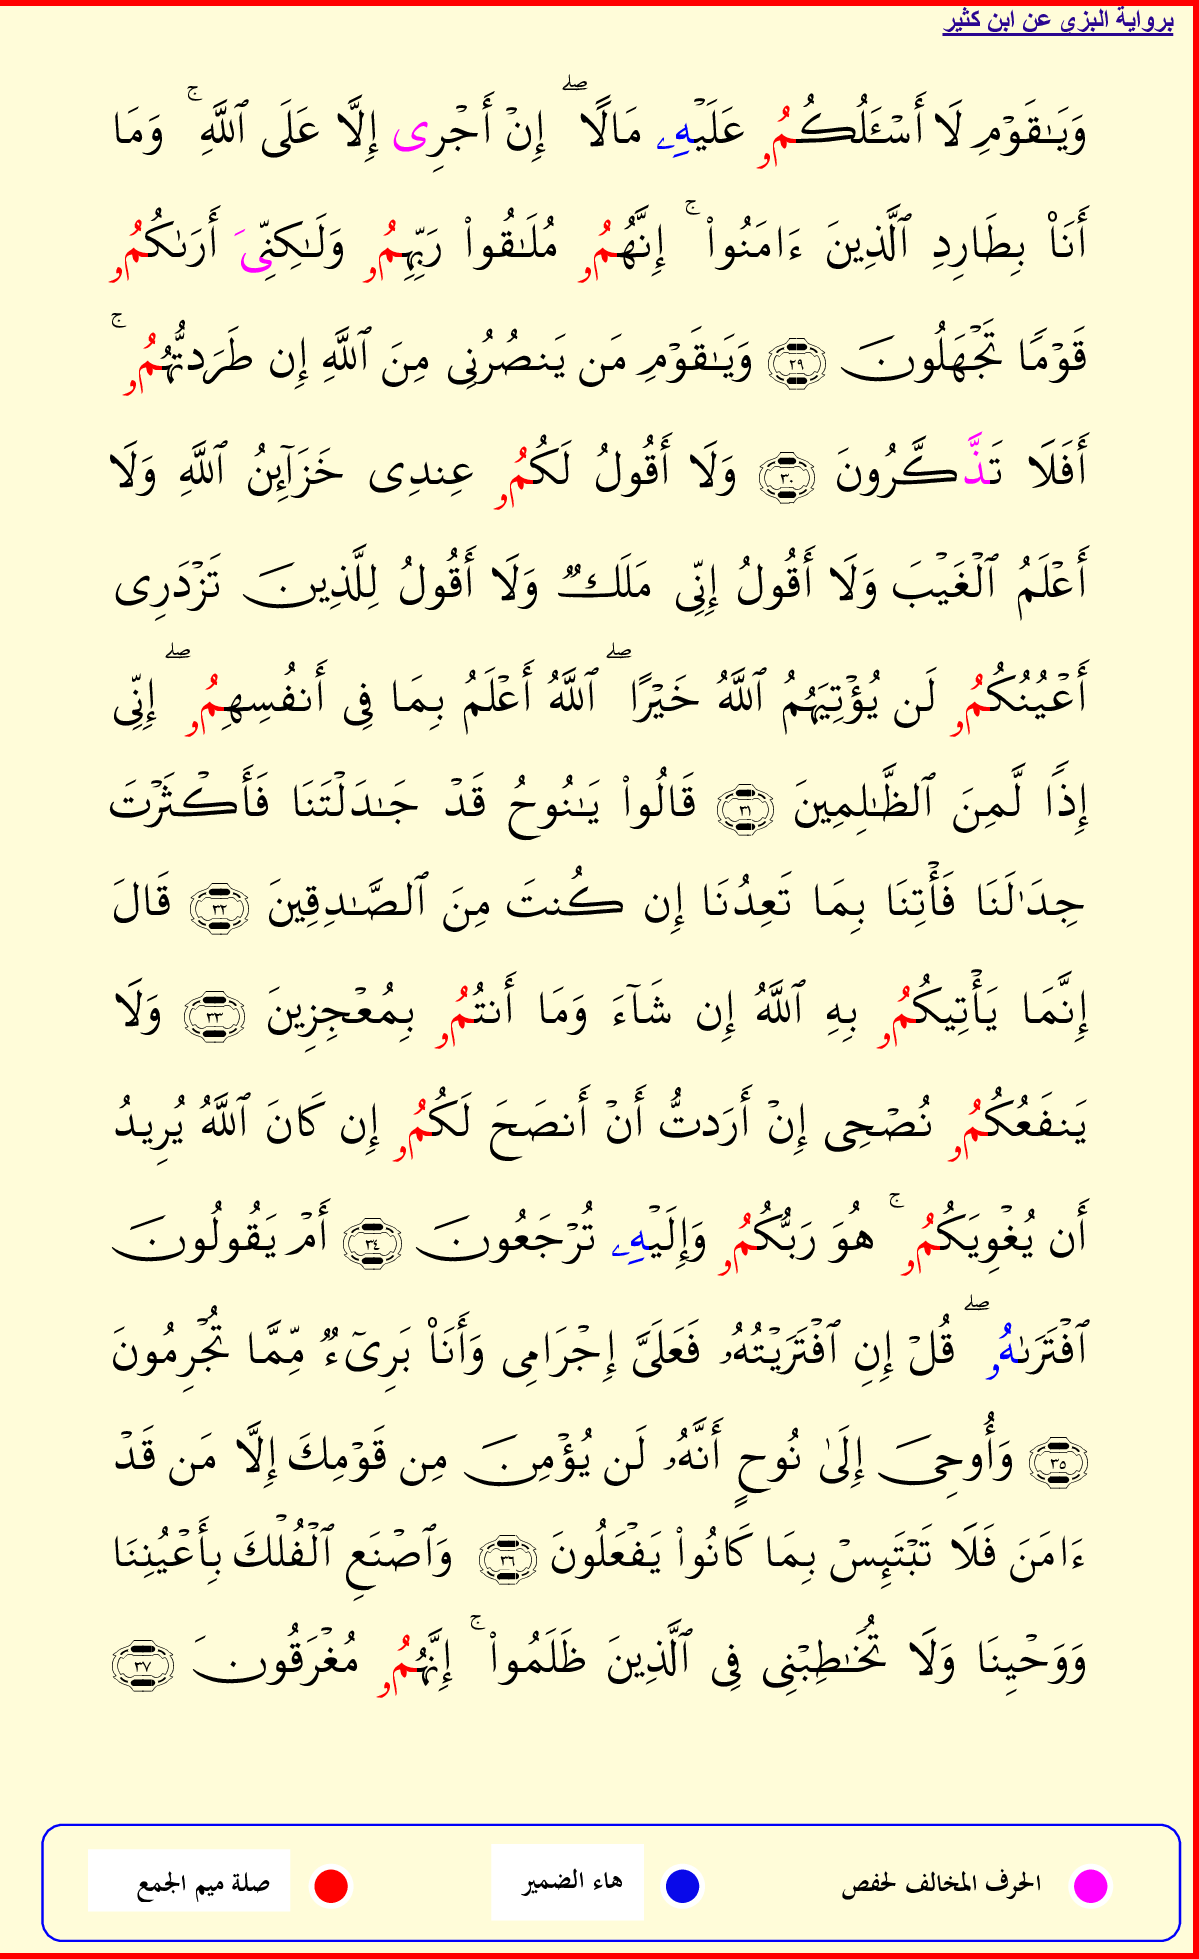 برواية البزي عن ابن كثير
وَيَـٰقَوۡمِ لَا أَسۡـَٔلُكُمُۥ عَلَيۡهِۦ مَالًاۖ إِنۡ أَجۡرِى إِلَّا عَلَى ٱللَّهِۚ وَمَا
أَنَا۠ بِطَارِدِ ٱلَّذِينَ ءَامَنُواْۚ إِنَّهُمُۥ مُلَـٰقُواْ رَبِّهِمُۥ وَلَـٰكِنِّىَ أَرَىٰكُمُۥ
قَوۡمًا تَجۡهَلُونَ ٢٩ وَيَـٰقَوۡمِ مَن يَنصُرُنِى مِنَ ٱللَّهِ إِن طَرَدتُّهُمُۥۚ
أَفَلَا تَذَّكَّرُونَ ٣٠ وَلَا أَقُولُ لَكُمُۥ عِندِى خَزَآئِنُ ٱللَّهِ وَلَا
أَعۡلَمُ ٱلۡغَيۡبَ وَلَا أَقُولُ إِنِّى مَلَكٌ وَلَا أَقُولُ لِلَّذِينَ تَزۡدَرِى
أَعۡيُنُكُمُۥ لَن يُؤۡتِيَهُمُ ٱللَّهُ خَيۡرًاۖ ٱللَّهُ أَعۡلَمُ بِمَا فِى أَنفُسِهِمُۥۖ إِنِّى
إِذًا لَّمِنَ ٱلظَّـٰلِمِينَ ٣١ قَالُواْ يَـٰنُوحُ قَدۡ جَـٰدَلۡتَنَا فَأَكۡثَرۡتَ
جِدَٰلَنَا فَأۡتِنَا بِمَا تَعِدُنَا إِن كُنتَ مِنَ ٱلصَّـٰدِقِينَ ٣٢ قَالَ
إِنَّمَا يَأۡتِيكُمُۥ بِهِ ٱللَّهُ إِن شَآءَ وَمَا أَنتُمُۥ بِمُعۡجِزِينَ ٣٣ وَلَا
يَنفَعُكُمُۥ نُصۡحِى إِنۡ أَرَدتُّ أَنۡ أَنصَحَ لَكُمُۥ إِن كَانَ ٱللَّهُ يُرِيدُ
أَن يُغۡوِيَكُمُۥۚ هُوَ رَبُّكُمُۥ وَإِلَيۡهِۦ تُرۡجَعُونَ ٣٤ أَمۡ يَقُولُونَ
ٱفۡتَرَىٰهُۥۖ قُلۡ إِنِ ٱفۡتَرَيۡتُهُۥ فَعَلَىَّ إِجۡرَامِى وَأَنَا۠ بَرِىٓءٌ مِّمَّا تُجۡرِمُونَ
٣٥ وَأُوحِىَ إِلَىٰ نُوحٍ أَنَّهُۥ لَن يُؤۡمِنَ مِن قَوۡمِكَ إِلَّا مَن قَدۡ
ءَامَنَ فَلَا تَبۡتَئِسۡ بِمَا كَانُواْ يَفۡعَلُونَ ٣٦ وَٱصۡنَعِ ٱلۡفُلۡكَ بِأَعۡيُنِنَا
وَوَحۡيِنَا وَلَا تُخَـٰطِبۡنِى فِى ٱلَّذِينَ ظَلَمُواْۚ إِنَّهُمُۥ مُغۡرَقُونَ ٣٧
الحرف المخالف لحفص
هاء الضمير
صلة ميم الجمع